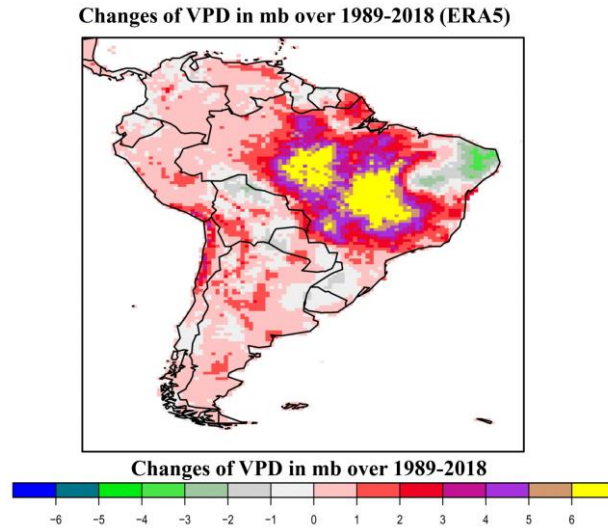 Changes of VPD in mb over 1989-2018 (ERA5)
Changes of VPD in mb over 1989-2018
-6 -5 -4 -3 -2 -1 0 1 2 3 4 5 6